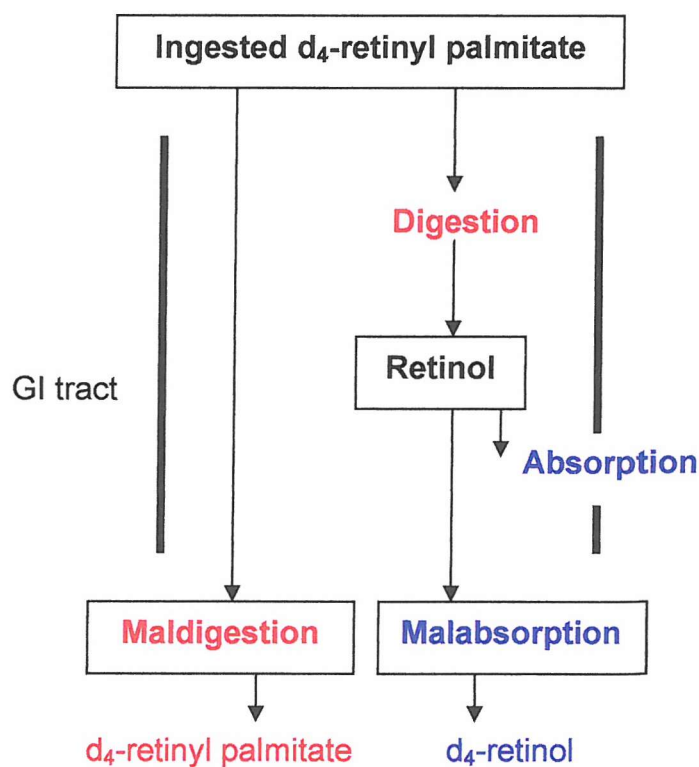 Ingested d₄-retinyl palmitate
Digestion
Retinol
GI tract
Absorption
Maldigestion
Malabsorption
d₄-retinyl palmitate
d₄-retinol